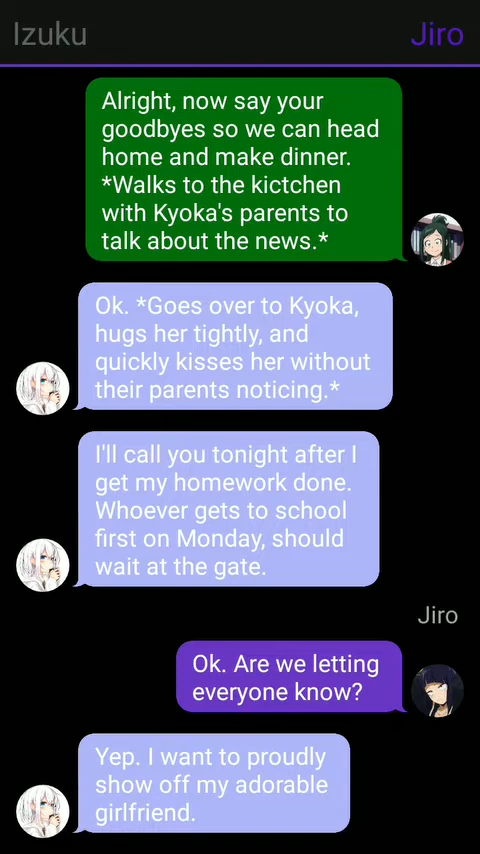 Izuku
Jiro
Alright, now say your
goodbyes so we can head
home and make dinner.
*Walks to the kictchen
with Kyoka's parents to
talk about the news.*
Ok. *Goes over to Kyoka,
hugs her tightly, and
quickly kisses her without
their parents noticing.*
I'll call you tonight after I
get my homework done.
Whoever gets to school
first on Monday, should
wait at the gate.
Jiro
Ok. Are we letting
everyone know?
Yep. I want to proudly
show off my adorable
girlfriend.